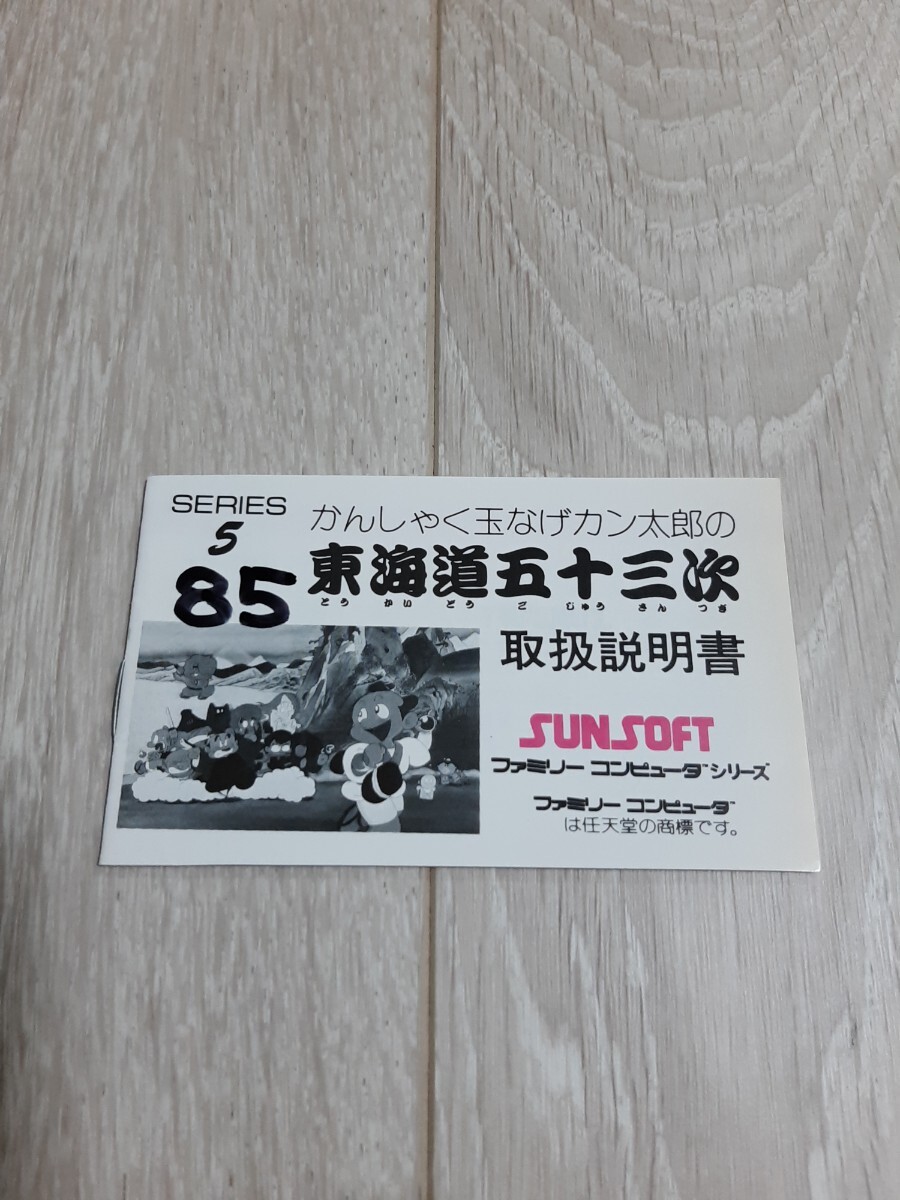 SERIES
5
85
かんしゃく玉なげカン太郎の
東海道五十三次
とうかいどうごじゅうさんつぎ
取扱説明書
SUNSOFT
ファミリー コンピュータ™シリーズ
ファミリー コンピュータ™
は任天堂の商標です。